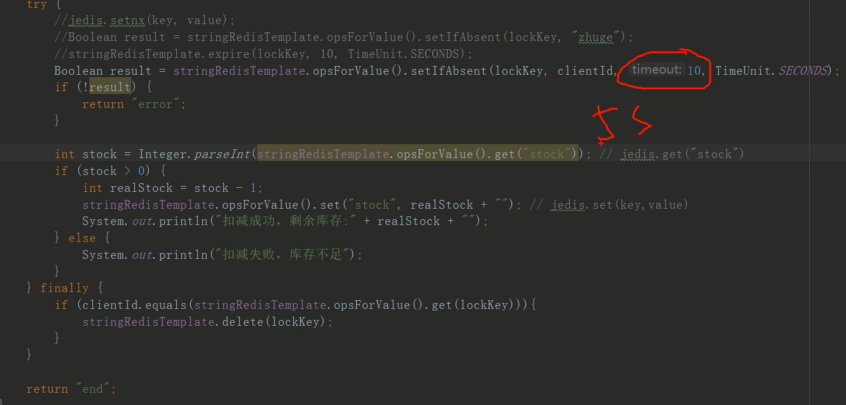 try {
//jedis.setnx(key, value);
//Boolean result = stringRedisTemplate.opsForValue().setIfAbsent(lockKey, "zhuge");
//stringRedisTemplate.expire(lockKey, 10, TimeUnit.SECONDS);
Boolean result = stringRedisTemplate.opsForValue().setIfAbsent(lockKey, clientId, timeout: 10, TimeUnit.SECONDS);
if (!result) {
return "error";
}
5 S
int stock = Integer.parseInt(stringRedisTemplate.opsForValue().get("stock")); // jedis.get("stock")
if (stock > 0) {
int realStock = stock - 1;
stringRedisTemplate.opsForValue().set("stock", realStock + ""); // jedis.set(key,value)
System.out.println("扣减成功，剩余库存:" + realStock + "");
} else {
System.out.println("扣减失败，库存不足");
}
} finally {
if (clientId.equals(stringRedisTemplate.opsForValue().get(lockKey))){
stringRedisTemplate.delete(lockKey);
}
}
return "end";